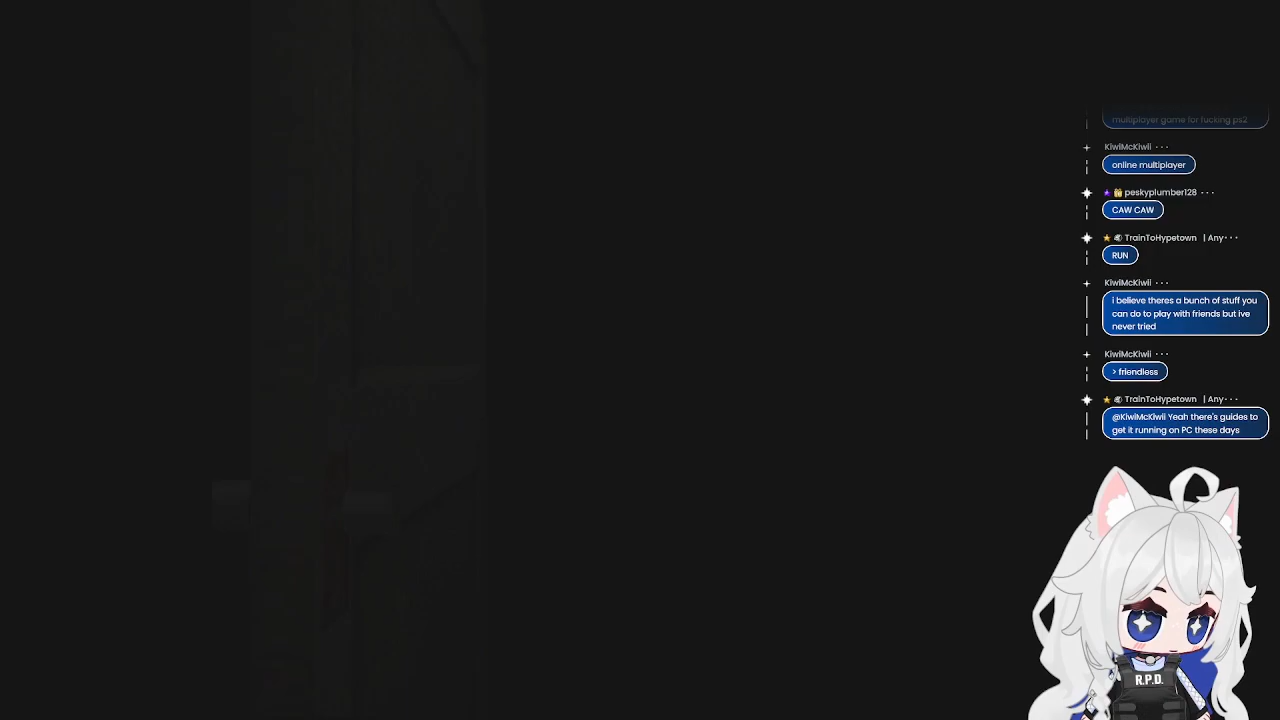 multiplayer game for fucking ps2
KiwiMcKiwii ···
online multiplayer
peskyplumber128 ···
CAW CAW
TrainToHypetown | Any···
RUN
KiwiMcKiwii ···
i believe theres a bunch of stuff you
can do to play with friends but ive
never tried
KiwiMcKiwii ···
> friendless
TrainToHypetown | Any···
@KiwiMcKiwii Yeah there's guides to
get it running on PC these days
R.P.D.